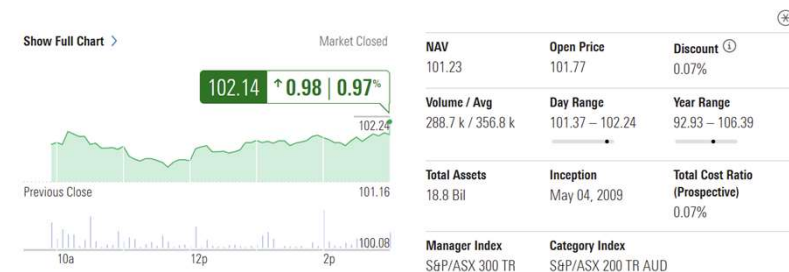 Show Full Chart >
Market Closed
102.14 ↑ 0.98 | 0.97%
102.24
Previous Close
101.16
100.08
10a 12p 2p
NAV Open Price Discount
101.23 101.77 0.07%
Volume / Avg Day Range Year Range
288.7 k / 356.8 k 101.37 – 102.24 92.93 – 106.39
Total Assets Inception Total Cost Ratio
(Prospective)
18.8 Bil May 04, 2009
0.07%
Manager Index Category Index
S&P/ASX 300 TR S&P/ASX 200 TR AUD